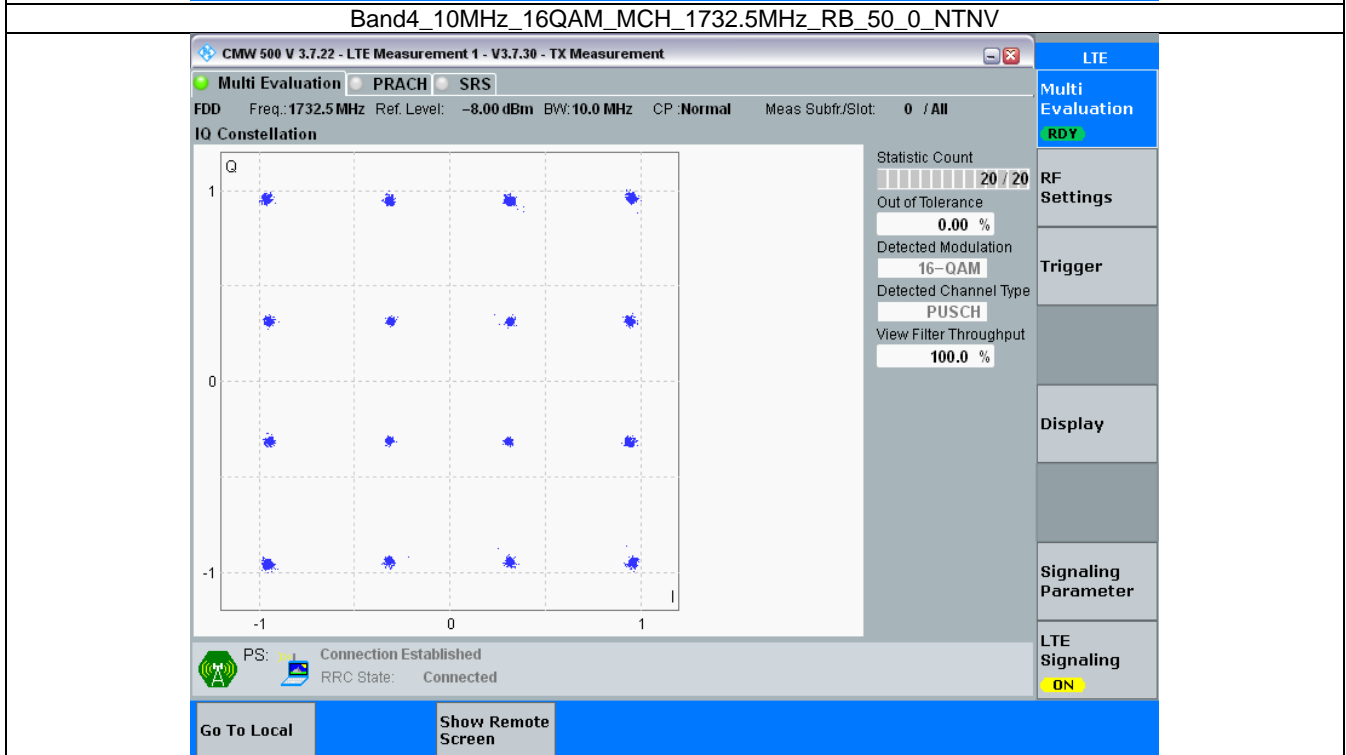 Band4_10MHz_16QAM_MCH_1732.5MHz_RB_50_0_NTNV
CMW 500 V 3.7.22 - LTE Measurement 1 - V3.7.30 - TX Measurement
LTE
Multi Evaluation PRACH SRS
Multi
Evaluation
RDY
FDD Freq.: 1732.5 MHz Ref. Level: −8.00 dBm BW: 10.0 MHz CP : Normal Meas Subfr./Slot: 0 / All
IQ Constellation
Q
1
0
-1
I
-1 0 1
Statistic Count
20 / 20
Out of Tolerance
0.00 %
Detected Modulation
16−QAM
Detected Channel Type
PUSCH
View Filter Throughput
100.0 %
RF
Settings
Trigger
Display
Signaling
Parameter
LTE
Signaling
ON
PS: Connection Established
RRC State: Connected
Go To Local
Show Remote
Screen